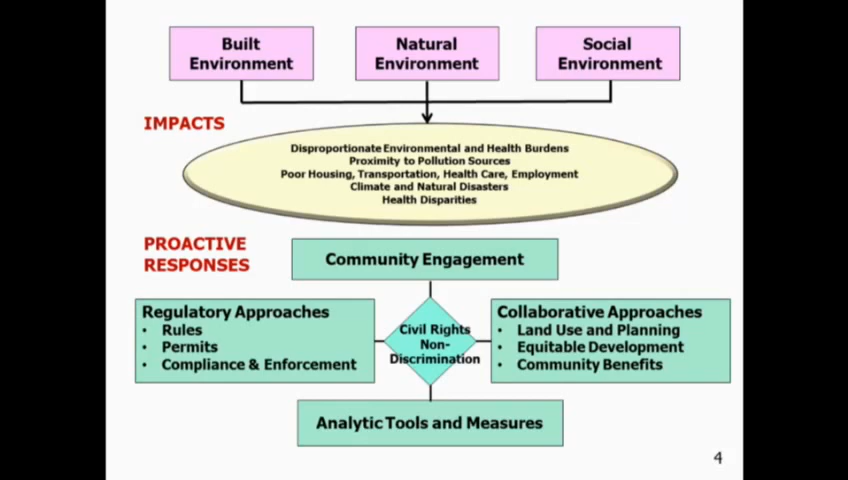 Built
Environment
Natural
Environment
Social
Environment
IMPACTS
Disproportionate Environmental and Health Burdens
Proximity to Pollution Sources
Poor Housing, Transportation, Health Care, Employment
Climate and Natural Disasters
Health Disparities
PROACTIVE
RESPONSES
Community Engagement
Regulatory Approaches
• Rules
• Permits
• Compliance & Enforcement
Civil Rights
Non-
Discrimination
Collaborative Approaches
• Land Use and Planning
• Equitable Development
• Community Benefits
Analytic Tools and Measures
4